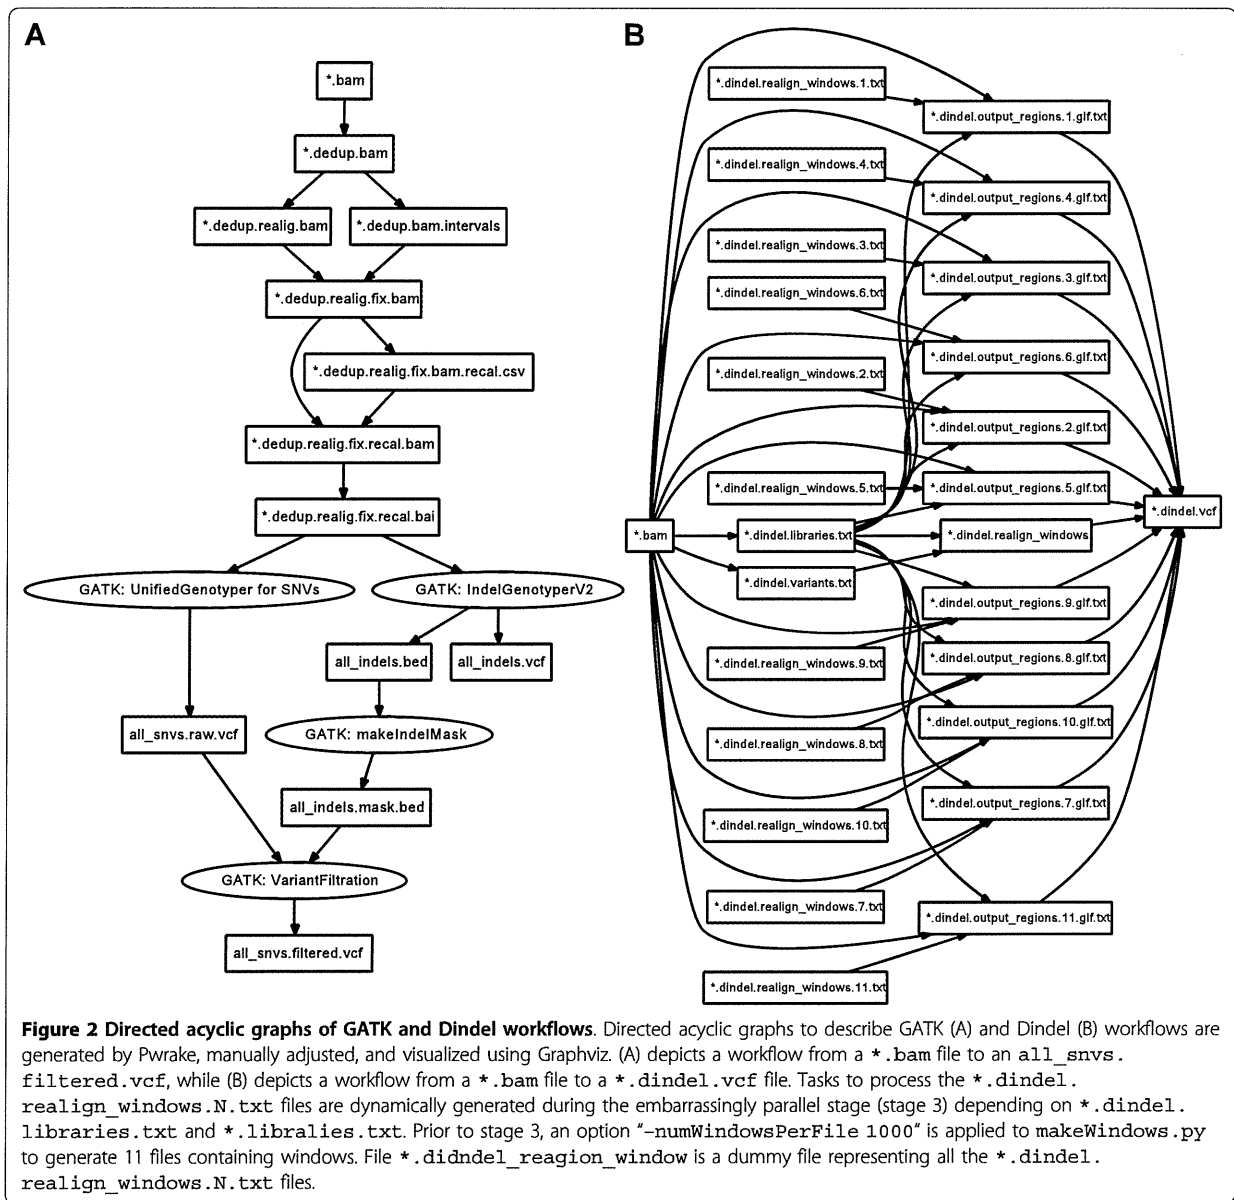 A
*.bam
*.dedup.bam
*.dedup.realig.bam
*.dedup.bam.intervals
*.dedup.realig.fix.bam
*.dedup.realig.fix.bam.recal.csv
*.dedup.realig.fix.recal.bam
*.dedup.realig.fix.recal.bai
GATK: UnifiedGenotyper for SNVs
GATK: IndelGenotyperV2
all_indels.bed
all_indels.vcf
all_snvs.raw.vcf
GATK: makeIndelMask
all_indels.mask.bed
GATK: VariantFiltration
all_snvs.filtered.vcf
B
*.dindel.realign_windows.1.txt
*.dindel.output_regions.1.glf.txt
*.dindel.realign_windows.4.txt
*.dindel.output_regions.4.glf.txt
*.dindel.realign_windows.3.txt
*.dindel.output_regions.3.glf.txt
*.dindel.realign_windows.6.txt
*.dindel.output_regions.6.glf.txt
*.dindel.realign_windows.2.txt
*.dindel.output_regions.2.glf.txt
*.dindel.realign_windows.5.txt
*.dindel.output_regions.5.glf.txt
*.dindel.vcf
*.bam
*.dindel.libraries.txt
*.dindel.realign_windows
*.dindel.variants.txt
*.dindel.output_regions.9.glf.txt
*.dindel.realign_windows.9.txt
*.dindel.output_regions.8.glf.txt
*.dindel.realign_windows.8.txt
*.dindel.output_regions.10.glf.txt
*.dindel.realign_windows.10.txt
*.dindel.output_regions.7.glf.txt
*.dindel.realign_windows.7.txt
*.dindel.output_regions.11.glf.txt
*.dindel.realign_windows.11.txt
Figure 2 Directed acyclic graphs of GATK and Dindel workflows. Directed acyclic graphs to describe GATK (A) and Dindel (B) workflows are
generated by Pwrake, manually adjusted, and visualized using Graphviz. (A) depicts a workflow from a *.bam file to an all_snvs.
filtered.vcf, while (B) depicts a workflow from a *.bam file to a *.dindel.vcf file. Tasks to process the *.dindel.
realign_windows.N.txt files are dynamically generated during the embarrassingly parallel stage (stage 3) depending on *.dindel.
libraries.txt and *.libralies.txt. Prior to stage 3, an option "–numWindowsPerFile 1000" is applied to makeWindows.py
to generate 11 files containing windows. File *.didndel_reagion_window is a dummy file representing all the *.dindel.
realign_windows.N.txt files.